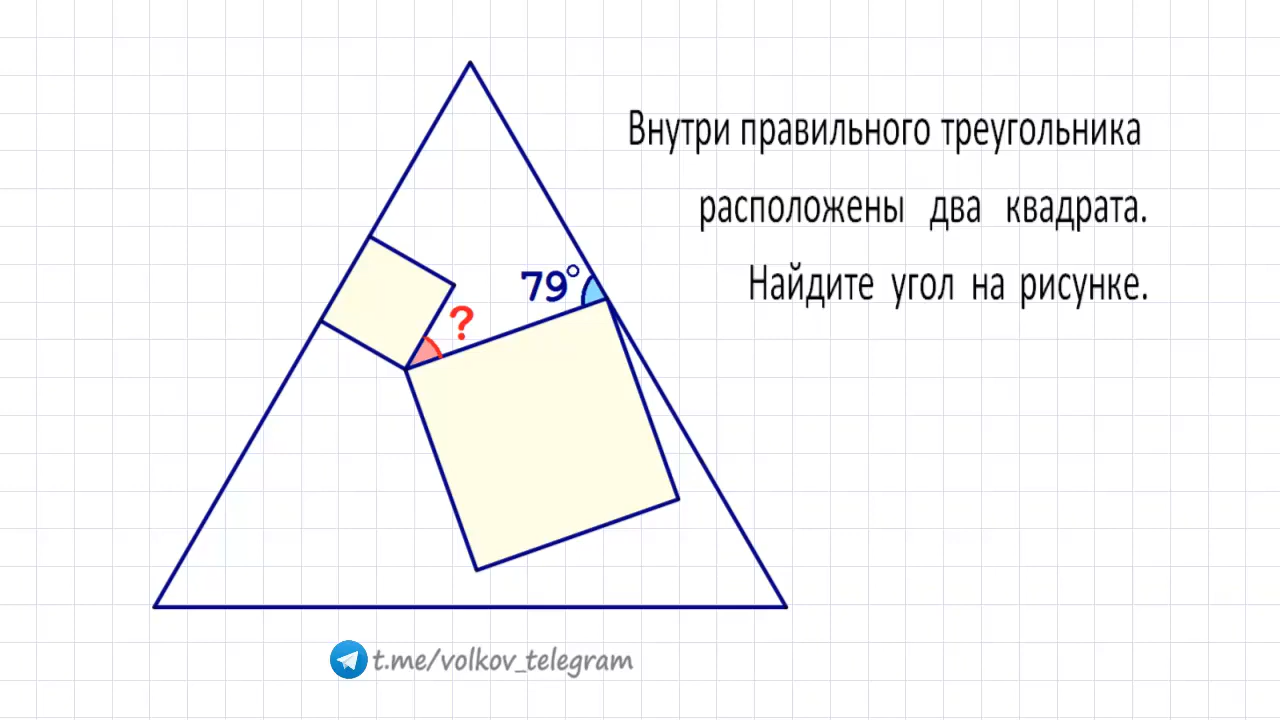 Внутри правильного треугольника
расположены два квадрата.
Найдите угол на рисунке.
79°
?
t.me/volkov_telegram